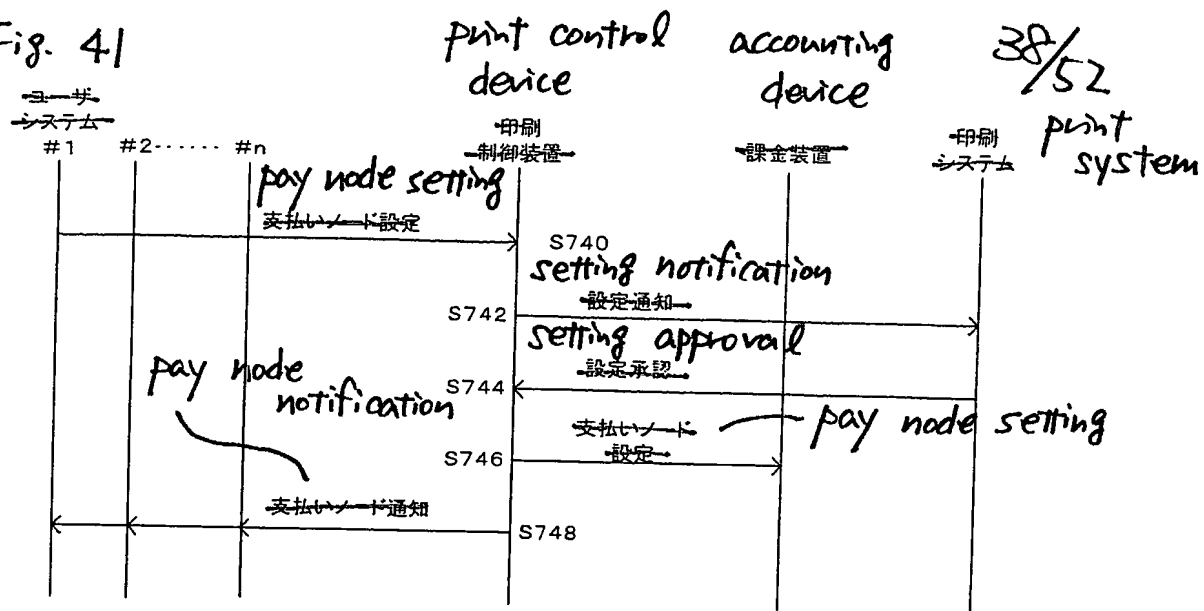 Fig. 41
print control
device
accounting
device
38/52
print
system
ユーザ
システム
#1 #2...... #n
印刷
制御装置
課金装置
印刷
システム
pay node setting
支払いノード設定
S740
setting notification
設定通知
S742
setting approval
設定承認
S744
pay node
notification
支払いノード
設定
pay node setting
S746
支払いノード通知
S748